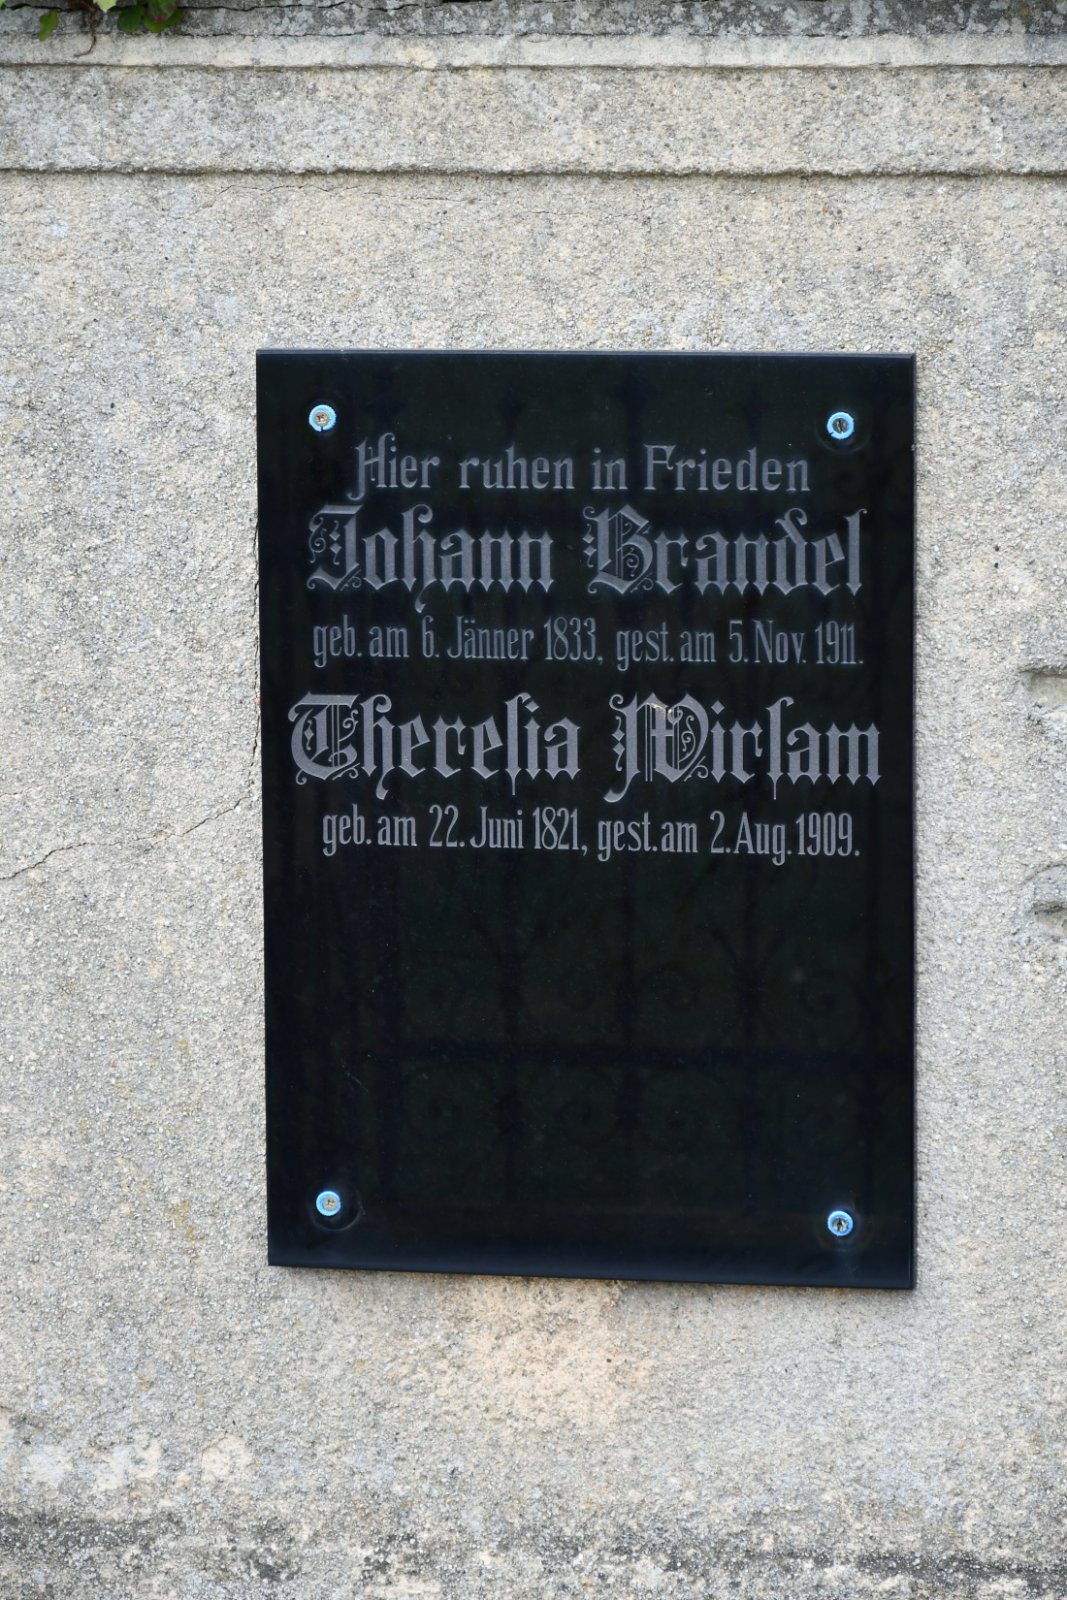 Hier ruhen in Frieden
Johann Brandel
geb. am 6. Jänner 1833, gest. am 5. Nov. 1911.
Theresia Wirsam
geb. am 22. Juni 1821, gest. am 2. Aug. 1909.